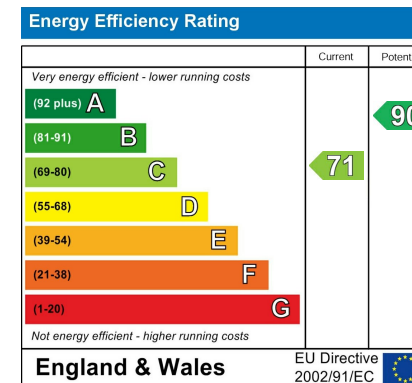 Energy Efficiency Rating
Current Potent
Very energy efficient - lower running costs
(92 plus) A
(81-91) B
(69-80) C
(55-68) D
(39-54) E
(21-38) F
(1-20) G
71
90
Not energy efficient - higher running costs
England & Wales
EU Directive
2002/91/EC